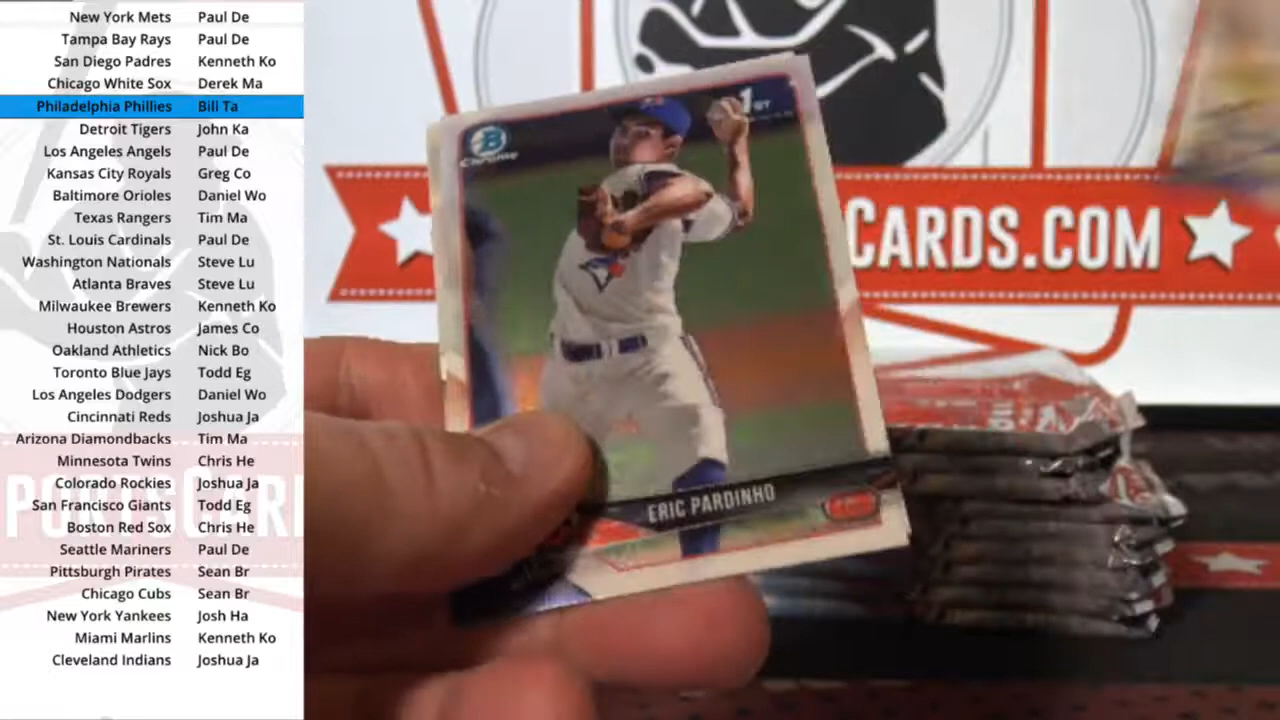 New York Mets Paul De
Tampa Bay Rays Paul De
San Diego Padres Kenneth Ko
Chicago White Sox Derek Ma
Philadelphia Phillies Bill Ta
Detroit Tigers John Ka
Los Angeles Angels Paul De
Kansas City Royals Greg Co
Baltimore Orioles Daniel Wo
Texas Rangers Tim Ma
St. Louis Cardinals Paul De
Washington Nationals Steve Lu
Atlanta Braves Steve Lu
Milwaukee Brewers Kenneth Ko
Houston Astros James Co
Oakland Athletics Nick Bo
Toronto Blue Jays Todd Eg
Los Angeles Dodgers Daniel Wo
Cincinnati Reds Joshua Ja
Arizona Diamondbacks Tim Ma
Minnesota Twins Chris He
Colorado Rockies Joshua Ja
San Francisco Giants Todd Eg
Boston Red Sox Chris He
Seattle Mariners Paul De
Pittsburgh Pirates Sean Br
Chicago Cubs Sean Br
New York Yankees Josh Ha
Miami Marlins Kenneth Ko
Cleveland Indians Joshua Ja
PORTSCARI
B
Chrome
1ST
ERIC PARDINHO
CARDS.COM